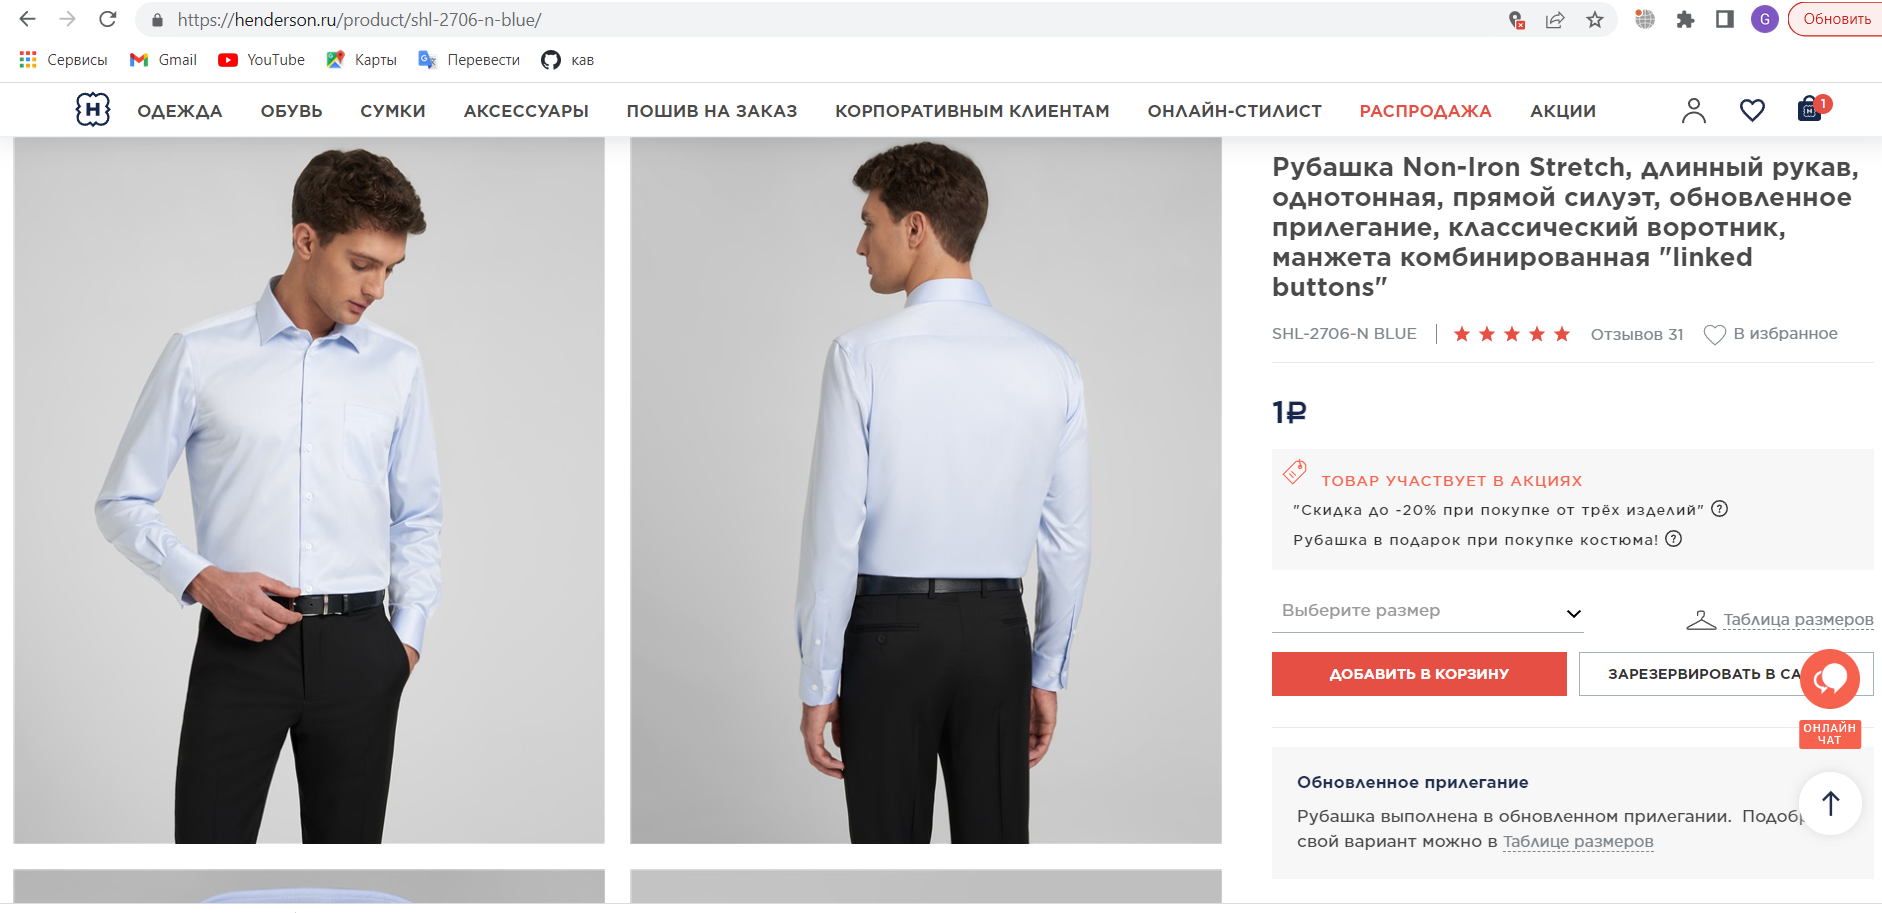 https://henderson.ru/product/shl-2706-n-blue/
G
Обновить
Сервисы
Gmail
YouTube
Карты
Перевести
кав
H
ОДЕЖДА
ОБУВЬ
СУМКИ
АКСЕССУАРЫ
ПОШИВ НА ЗАКАЗ
КОРПОРАТИВНЫМ КЛИЕНТАМ
ОНЛАЙН-СТИЛИСТ
РАСПРОДАЖА
АКЦИИ
1
Рубашка Non-Iron Stretch, длинный рукав,
однотонная, прямой силуэт, обновленное
прилегание, классический воротник,
манжета комбинированная "linked
buttons"
SHL-2706-N BLUE
Отзывов 31
В избранное
1₽
ТОВАР УЧАСТВУЕТ В АКЦИЯХ
"Скидка до -20% при покупке от трёх изделий" ?
Рубашка в подарок при покупке костюма! ?
Выберите размер
Таблица размеров
ДОБАВИТЬ В КОРЗИНУ
ЗАРЕЗЕРВИРОВАТЬ В СА
ОНЛАЙН
ЧАТ
Обновленное прилегание
Рубашка выполнена в обновленном прилегании. Подоб
свой вариант можно в Таблице размеров